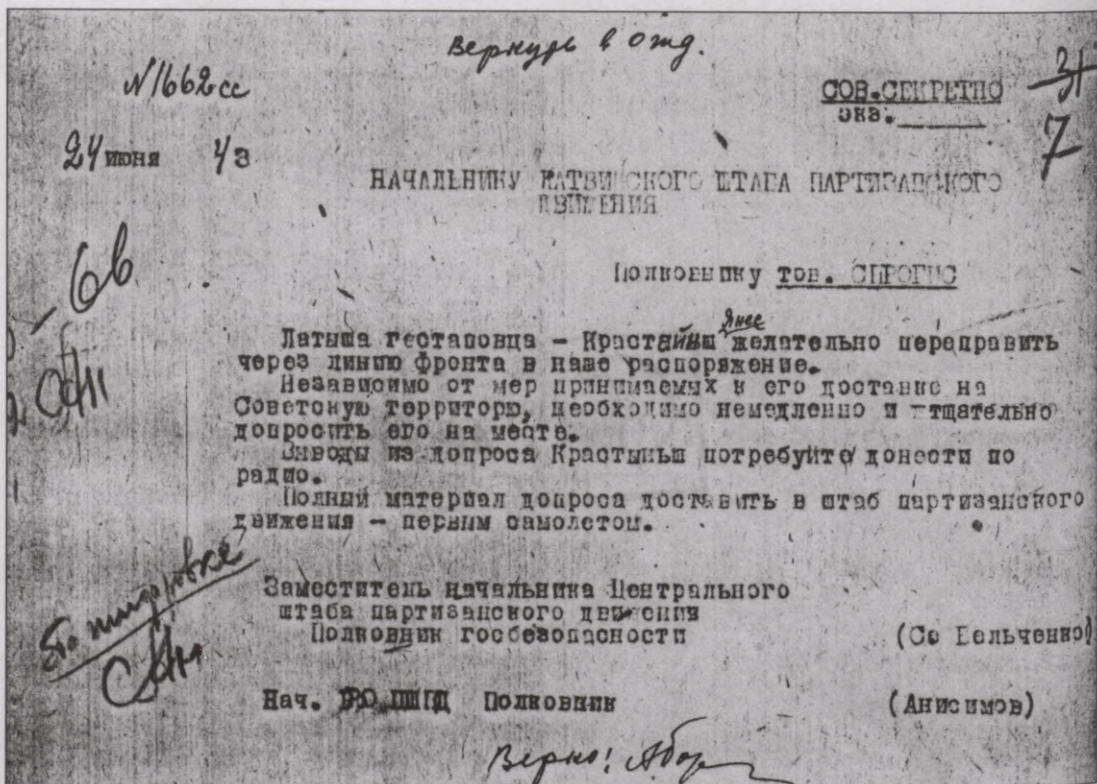 Вернуть в отд.
№1662сс
СОВ.СЕКРЕТНО
экз.
31
7
24 июня 43
НАЧАЛЬНИКУ ЛАТВИЙСКОГО ШТАБА ПАРТИЗАНСКОГО
ДВИЖЕНИЯ
Полковнику тов. СПРОГИС
Латыша гестаповца - Крастыньш желательно переправить
через линию фронта в наше распоряжение.
Независимо от мер принимаемых к его доставке на
Советскую территорю, необходимо немедленно и тщательно
допросить его на месте.
Выводы из допроса Крастыньш потребуйте донести по
радио.
Полный материал допроса доставить в штаб партизанского
движения - первым самолетом.
Заместитель начальника Центрального
штаба партизанского движения
Полковник госбезопасности (С. Бельченко)
Нач. РО ЦШПД Полковник (Анисимов)
Верно: